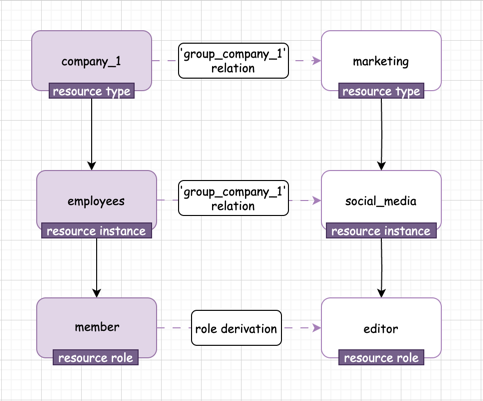 company_1
'group_company_1'
relation
marketing
resource type
resource type
employees
'group_company_1'
relation
social_media
resource instance
resource instance
member
role derivation
editor
resource role
resource role